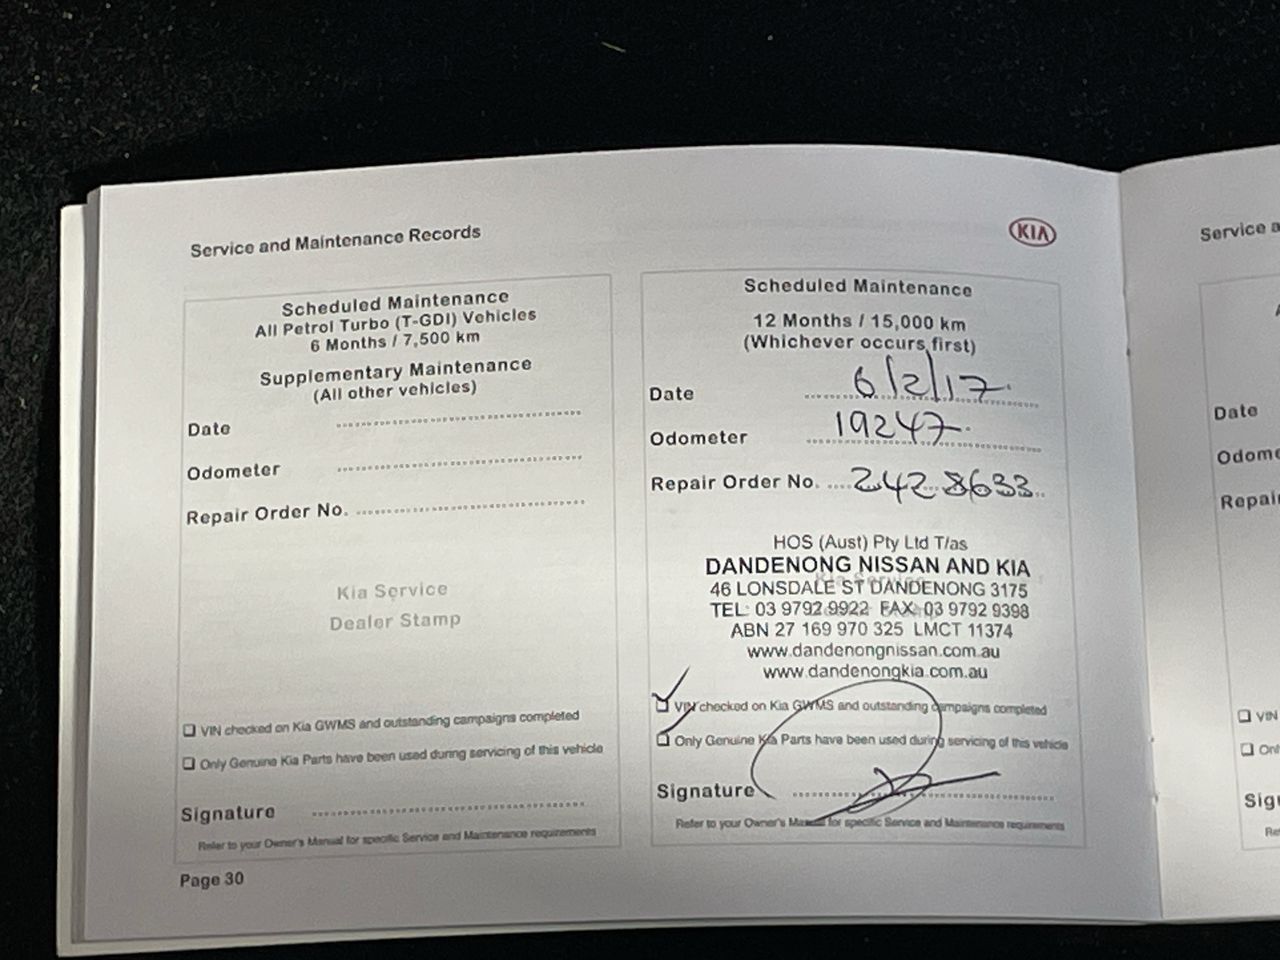 Service and Maintenance Records
KIA
Scheduled Maintenance
All Petrol Turbo (T-GDI) Vehicles
6 Months / 7,500 km
Supplementary Maintenance
(All other vehicles)
Date
Odometer
Repair Order No.
Kia Service
Dealer Stamp
❑ VIN checked on Kia GWMS and outstanding campaigns completed
❑ Only Genuine Kia Parts have been used during servicing of this vehicle
Signature
Refer to your Owner's Manual for specific Service and Maintenance requirements
Page 30
Scheduled Maintenance
12 Months / 15,000 km
(Whichever occurs first)
Date 6/2/17
Odometer 19247
Repair Order No. 2428633
HOS (Aust) Pty Ltd T/as
DANDENONG NISSAN AND KIA
46 LONSDALE ST DANDENONG 3175
TEL: 03 9792 9922 FAX: 03 9792 9398
ABN 27 169 970 325 LMCT 11374
www.dandenongnissan.com.au
www.dandenongkia.com.au
❑ VIN checked on Kia GWMS and outstanding campaigns completed
❑ Only Genuine Kia Parts have been used during servicing of this vehicle
Signature
Refer to your Owner's Manual for specific Service and Maintenance requirements
Service
Date